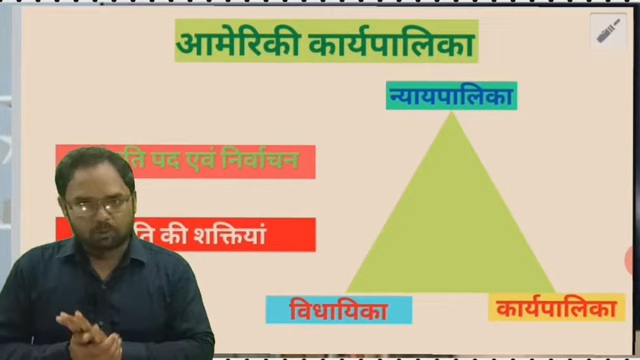 आमेरिकी कार्यपालिका
न्यायपालिका
पद एवं निर्वाचन
की शक्तियां
विधायिका
कार्यपालिका